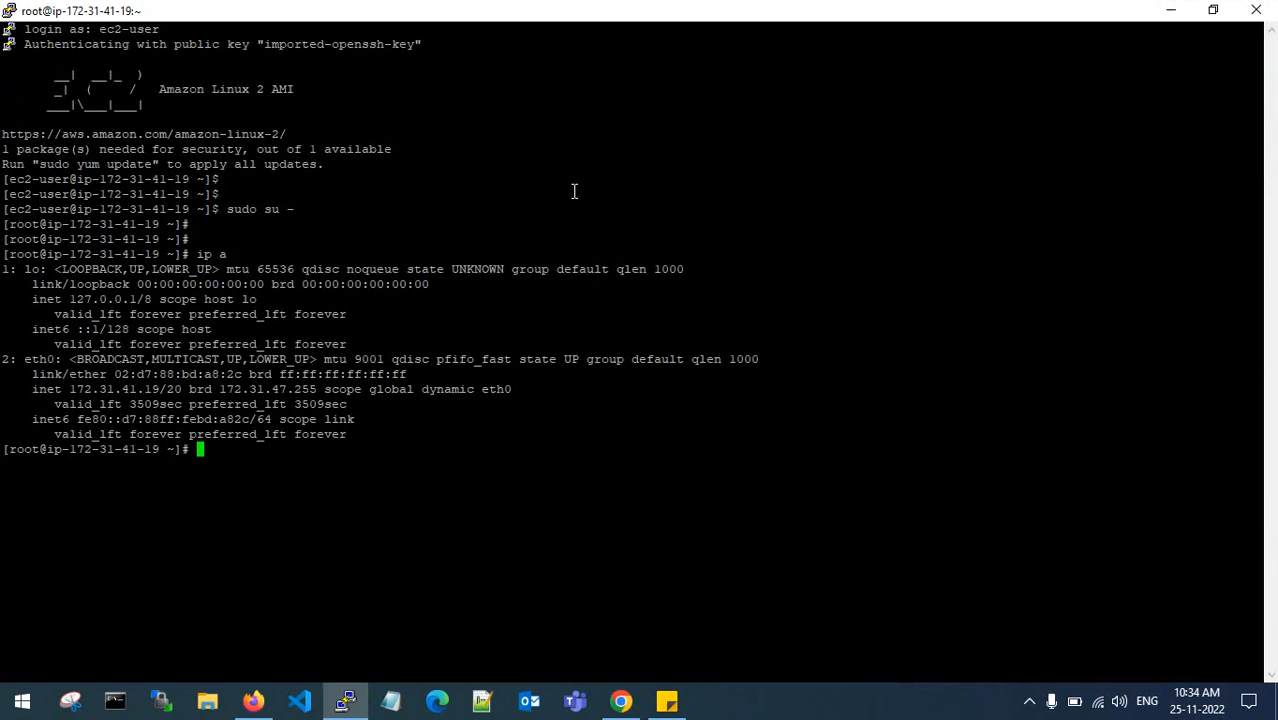 root@ip-172-31-41-19:~
login as: ec2-user
Authenticating with public key "imported-openssh-key"
__|  __|_  )
_|  (     /   Amazon Linux 2 AMI
___|\___|___|
https://aws.amazon.com/amazon-linux-2/
1 package(s) needed for security, out of 1 available
Run "sudo yum update" to apply all updates.
[ec2-user@ip-172-31-41-19 ~]$
[ec2-user@ip-172-31-41-19 ~]$
[ec2-user@ip-172-31-41-19 ~]$ sudo su -
[root@ip-172-31-41-19 ~]#
[root@ip-172-31-41-19 ~]#
[root@ip-172-31-41-19 ~]# ip a
1: lo: <LOOPBACK,UP,LOWER_UP> mtu 65536 qdisc noqueue state UNKNOWN group default qlen 1000
link/loopback 00:00:00:00:00:00 brd 00:00:00:00:00:00
inet 127.0.0.1/8 scope host lo
valid_lft forever preferred_lft forever
inet6 ::1/128 scope host
valid_lft forever preferred_lft forever
2: eth0: <BROADCAST,MULTICAST,UP,LOWER_UP> mtu 9001 qdisc pfifo_fast state UP group default qlen 1000
link/ether 02:d7:88:bd:a8:2c brd ff:ff:ff:ff:ff:ff
inet 172.31.41.19/20 brd 172.31.47.255 scope global dynamic eth0
valid_lft 3509sec preferred_lft 3509sec
inet6 fe80::d7:88ff:febd:a82c/64 scope link
valid_lft forever preferred_lft forever
[root@ip-172-31-41-19 ~]#
ENG
10:34 AM
25-11-2022